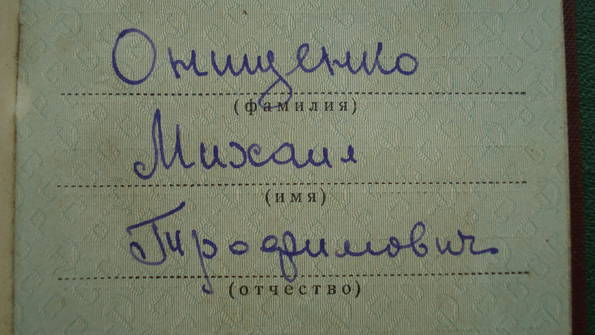 Онищенко
(фамилия)
Михаил
(имя)
Трофимович
(отчество)